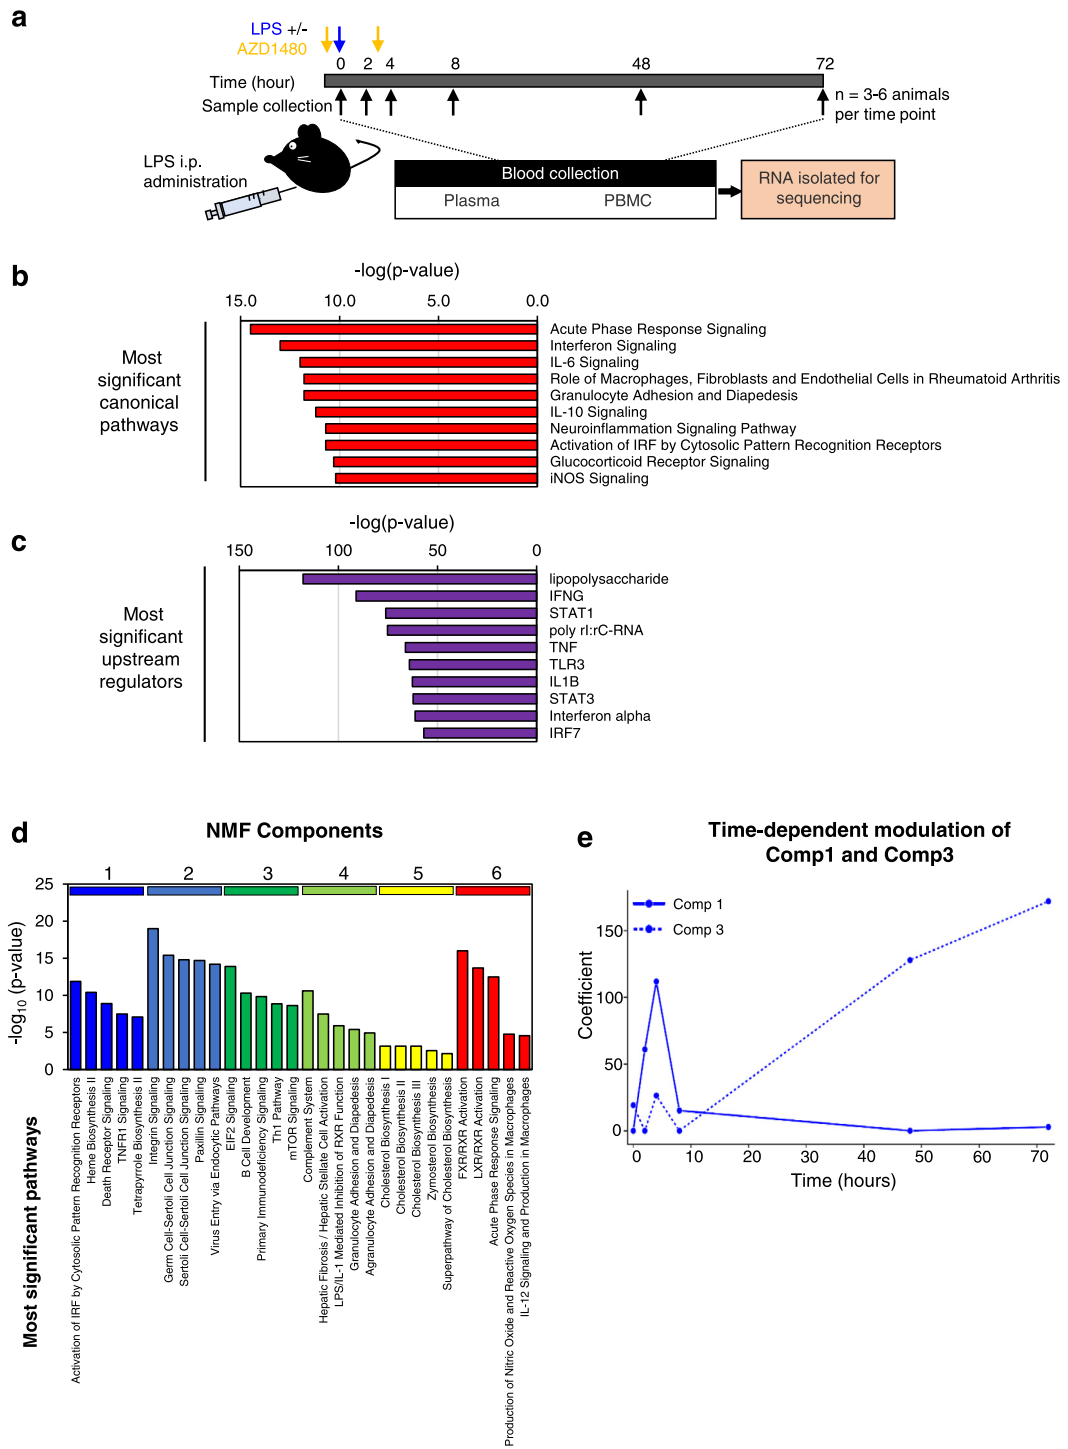 a
LPS +/-
AZD1480
0 2 4 8 48 72
Time (hour)
Sample collection
n = 3-6 animals
per time point
LPS i.p.
administration
Blood collection
Plasma PBMC
RNA isolated for
sequencing
b
-log(p-value)
15.0 10.0 5.0 0.0
Most
significant
canonical
pathways
Acute Phase Response Signaling
Interferon Signaling
IL-6 Signaling
Role of Macrophages, Fibroblasts and Endothelial Cells in Rheumatoid Arthritis
Granulocyte Adhesion and Diapedesis
IL-10 Signaling
Neuroinflammation Signaling Pathway
Activation of IRF by Cytosolic Pattern Recognition Receptors
Glucocorticoid Receptor Signaling
iNOS Signaling
c
-log(p-value)
150 100 50 0
Most
significant
upstream
regulators
lipopolysaccharide
IFNG
STAT1
poly rI:rC-RNA
TNF
TLR3
IL1B
STAT3
Interferon alpha
IRF7
d
NMF Components
1 2 3 4 5 6
-log10 (p-value)
25
20
15
10
5
0
Most significant pathways
Activation of IRF by Cytosolic Pattern Recognition Receptors
Heme Biosynthesis II
Death Receptor Signaling
TNFR1 Signaling
Tetrapyrrole Biosynthesis II
Integrin Signaling
Germ Cell-Sertoli Cell Junction Signaling
Sertoli Cell-Sertoli Cell Junction Signaling
Paxillin Signaling
Virus Entry via Endocytic Pathways
EIF2 Signaling
B Cell Development
Primary Immunodeficiency Signaling
Th1 Pathway
mTOR Signaling
Complement System
Hepatic Fibrosis / Hepatic Stellate Cell Activation
LPS/IL-1 Mediated Inhibition of RXR Function
Granulocyte Adhesion and Diapedesis
Agranulocyte Adhesion and Diapedesis
Cholesterol Biosynthesis I
Cholesterol Biosynthesis II
Cholesterol Biosynthesis III
Zymosterol Biosynthesis
Superpathway of Cholesterol Biosynthesis
FXR/RXR Activation
LXR/RXR Activation
Acute Phase Response Signaling
Production of Nitric Oxide and Reactive Oxygen Species in Macrophages
IL-12 Signaling and Production in Macrophages
e
Time-dependent modulation of
Comp1 and Comp3
Comp 1
Comp 3
Coefficient
150
100
50
0
0 10 20 30 40 50 60 70
Time (hours)